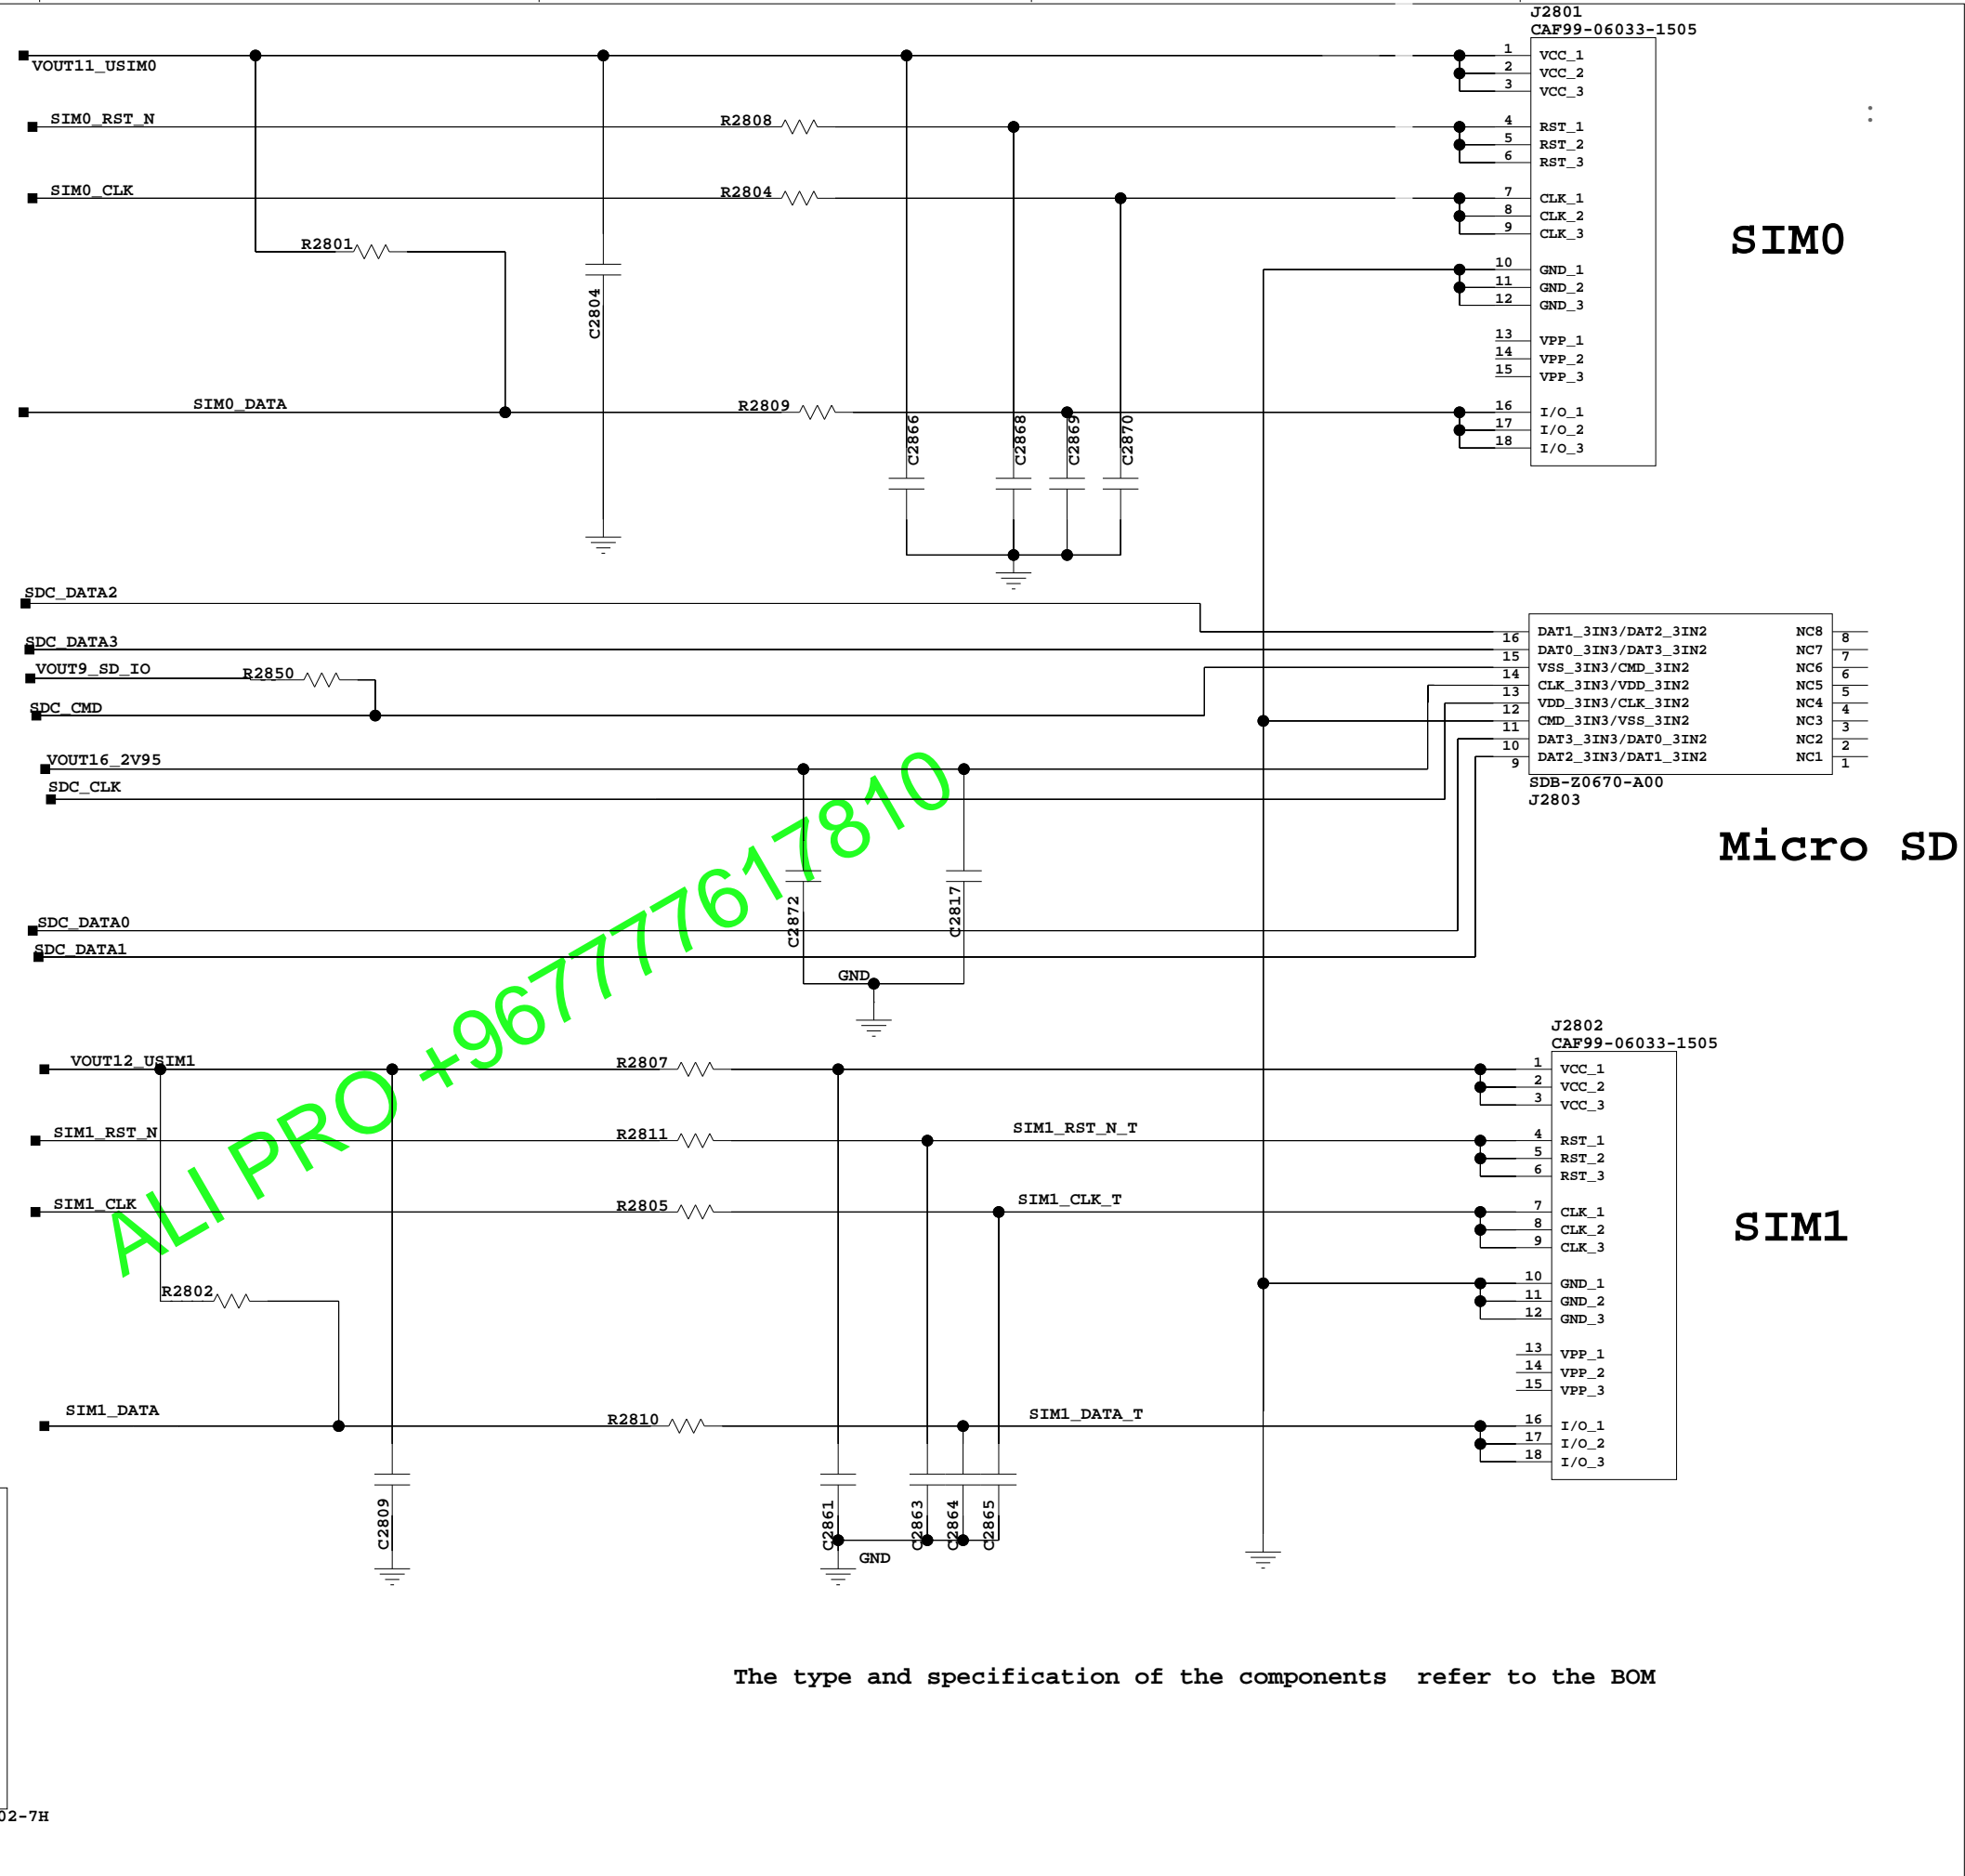 J2801
CAF99-06033-1505
VOUT11_USIM0
1 VCC_1
2 VCC_2
3 VCC_3
SIM0_RST_N
R2808
4 RST_1
5 RST_2
6 RST_3
SIM0_CLK
R2804
7 CLK_1
8 CLK_2
9 CLK_3
SIM0
R2801
C2804
10 GND_1
11 GND_2
12 GND_3
13 VPP_1
14 VPP_2
15 VPP_3
SIM0_DATA
R2809
C2866
C2868
C2869
C2870
16 I/O_1
17 I/O_2
18 I/O_3
SDC_DATA2
SDC_DATA3
VOUT9_SD_IO
R2850
SDC_CMD
VOUT16_2V95
SDC_CLK
16 DAT1_3IN3/DAT2_3IN2 NC8 8
15 DAT0_3IN3/DAT3_3IN2 NC7 7
14 VSS_3IN3/CMD_3IN2 NC6 6
13 CLK_3IN3/VDD_3IN2 NC5 5
12 VDD_3IN3/CLK_3IN2 NC4 4
11 CMD_3IN3/VSS_3IN2 NC3 3
10 DAT3_3IN3/DAT0_3IN2 NC2 2
9 DAT2_3IN3/DAT1_3IN2 NC1 1
SDB-Z0670-A00
J2803
Micro SD
C2872
C2817
SDC_DATA0
SDC_DATA1
GND
ALI PRO +967777617810
J2802
CAF99-06033-1505
VOUT12_USIM1
R2807
1 VCC_1
2 VCC_2
3 VCC_3
SIM1_RST_N
R2811
SIM1_RST_N_T
4 RST_1
5 RST_2
6 RST_3
SIM1_CLK
R2805
SIM1_CLK_T
7 CLK_1
8 CLK_2
9 CLK_3
SIM1
R2802
10 GND_1
11 GND_2
12 GND_3
13 VPP_1
14 VPP_2
15 VPP_3
SIM1_DATA
R2810
SIM1_DATA_T
16 I/O_1
17 I/O_2
18 I/O_3
C2809
C2861
C2863
C2864
C2865
GND
The type and specification of the components refer to the BOM
02-7H